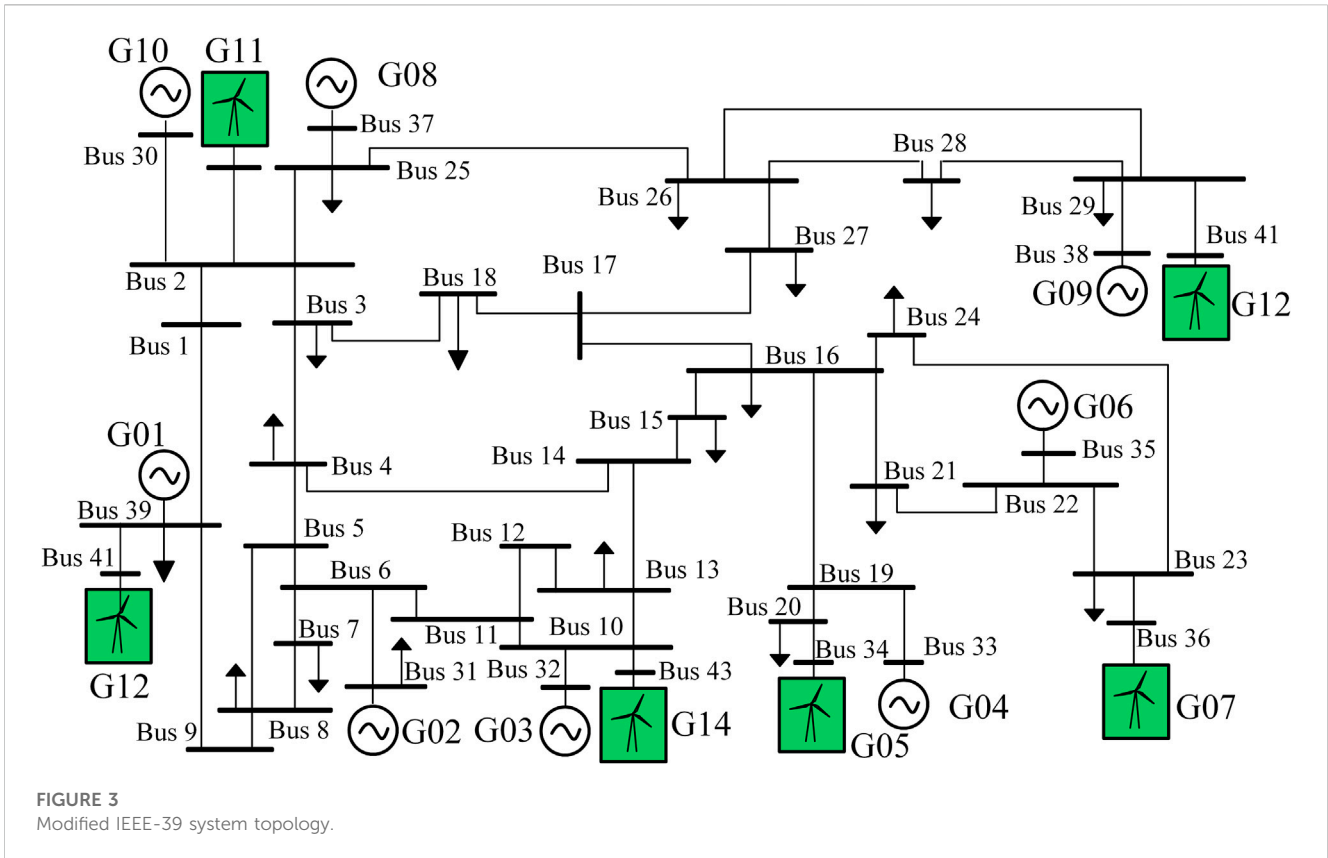 G10
G11
G08
Bus 37
Bus 30
Bus 25
Bus 28
Bus 26
Bus 29
Bus 41
Bus 27
Bus 38
Bus 2
Bus 18
Bus 17
G09
G12
Bus 3
Bus 24
Bus 1
Bus 16
G06
Bus 15
G01
Bus 4
Bus 14
Bus 35
Bus 21
Bus 22
Bus 39
Bus 5
Bus 12
Bus 41
Bus 6
Bus 13
Bus 19
Bus 23
Bus 20
Bus 7
Bus 11
Bus 10
Bus 36
Bus 34
Bus 33
Bus 31
Bus 32
Bus 43
G12
Bus 9
Bus 8
G02
G03
G14
G05
G04
G07
FIGURE 3
Modified IEEE-39 system topology.